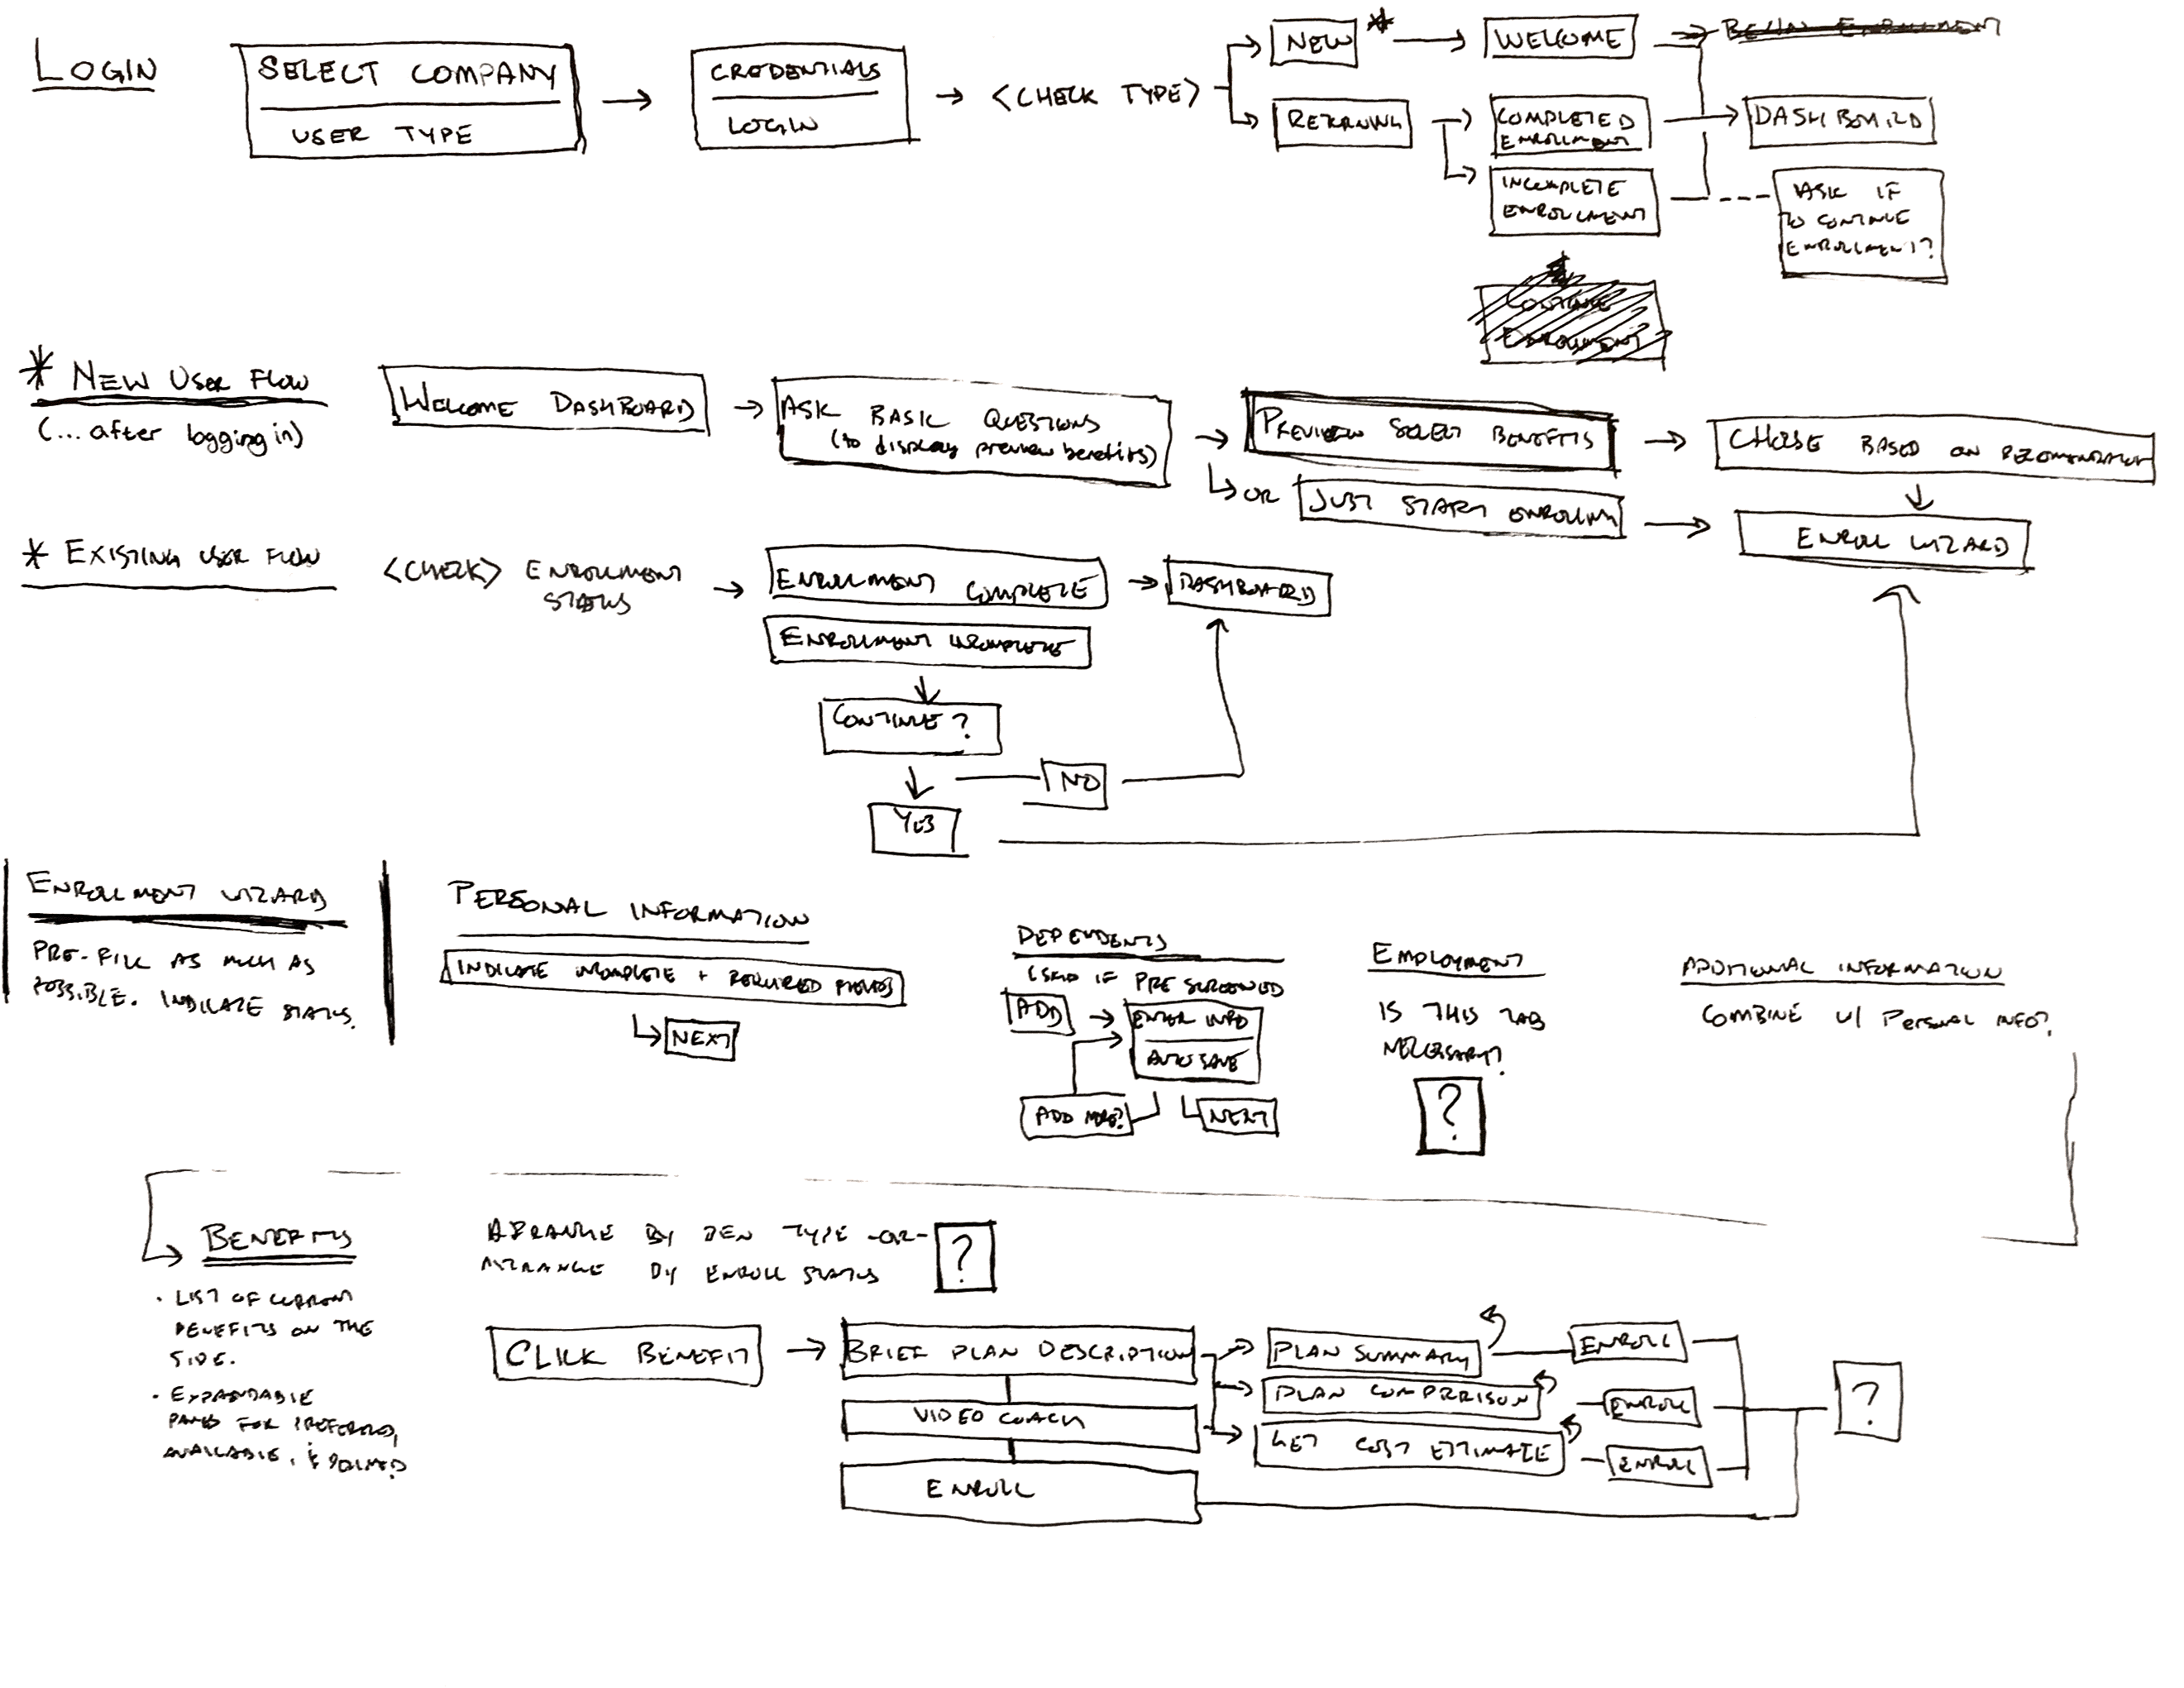 LOGIN
SELECT COMPANY
USER TYPE
CREDENTIALS
LOGIN
<CHECK TYPE>
NEW *
WELCOME
BEGIN ENROLLMENT
RETURNING
COMPLETED
ENROLLMENT
DASHBOARD
INCOMPLETE
ENROLLMENT
ASK IF
TO CONTINUE
ENROLLMENT?
CONTINUE
ENROLLMENT
* NEW USER FLOW
(... after logging in)
WELCOME DASHBOARD
ASK BASIC QUESTIONS
(to display preview benefits)
PREVIEW SELECT BENEFITS
OR
JUST START ENROLLING
CHOOSE BASED ON
ENROLL WIZARD
* EXISTING USER FLOW
<CHECK> ENROLLMENT
STATUS
ENROLLMENT COMPLETE
DASHBOARD
ENROLLMENT INCOMPLETE
CONTINUE?
NO
YES
ENROLLMENT WIZARD
PRE-FILL AS MUCH AS
POSSIBLE. INDICATE STATUS.
PERSONAL INFORMATION
INDICATE INCOMPLETE + REQUIRED FIELDS
NEXT
DEPENDENTS
(SKIP IF PRE SCREENED
ADD
ENTER INFO
AUTO SAVE
ADD MORE?
NEXT
EMPLOYMENT
IS THIS TAB
NECESSARY?
?
ADDITIONAL INFORMATION
COMBINE W/ Personal INFO?
BENEFITS
• LIST OF CURRENT
BENEFITS ON THE
SIDE.
• EXPANDABLE
PANES FOR PREFERRED,
AVAILABLE, &
ARRANGE BY BEN TYPE -OR-
ARRANGE BY ENROLL STATUS
?
CLICK BENEFIT
BRIEF PLAN DESCRIPTION
VIDEO COACH
ENROLL
PLAN SUMMARY
PLAN COMPARISON
GET COST ESTIMATE
ENROLL
ENROLL
ENROLL
?